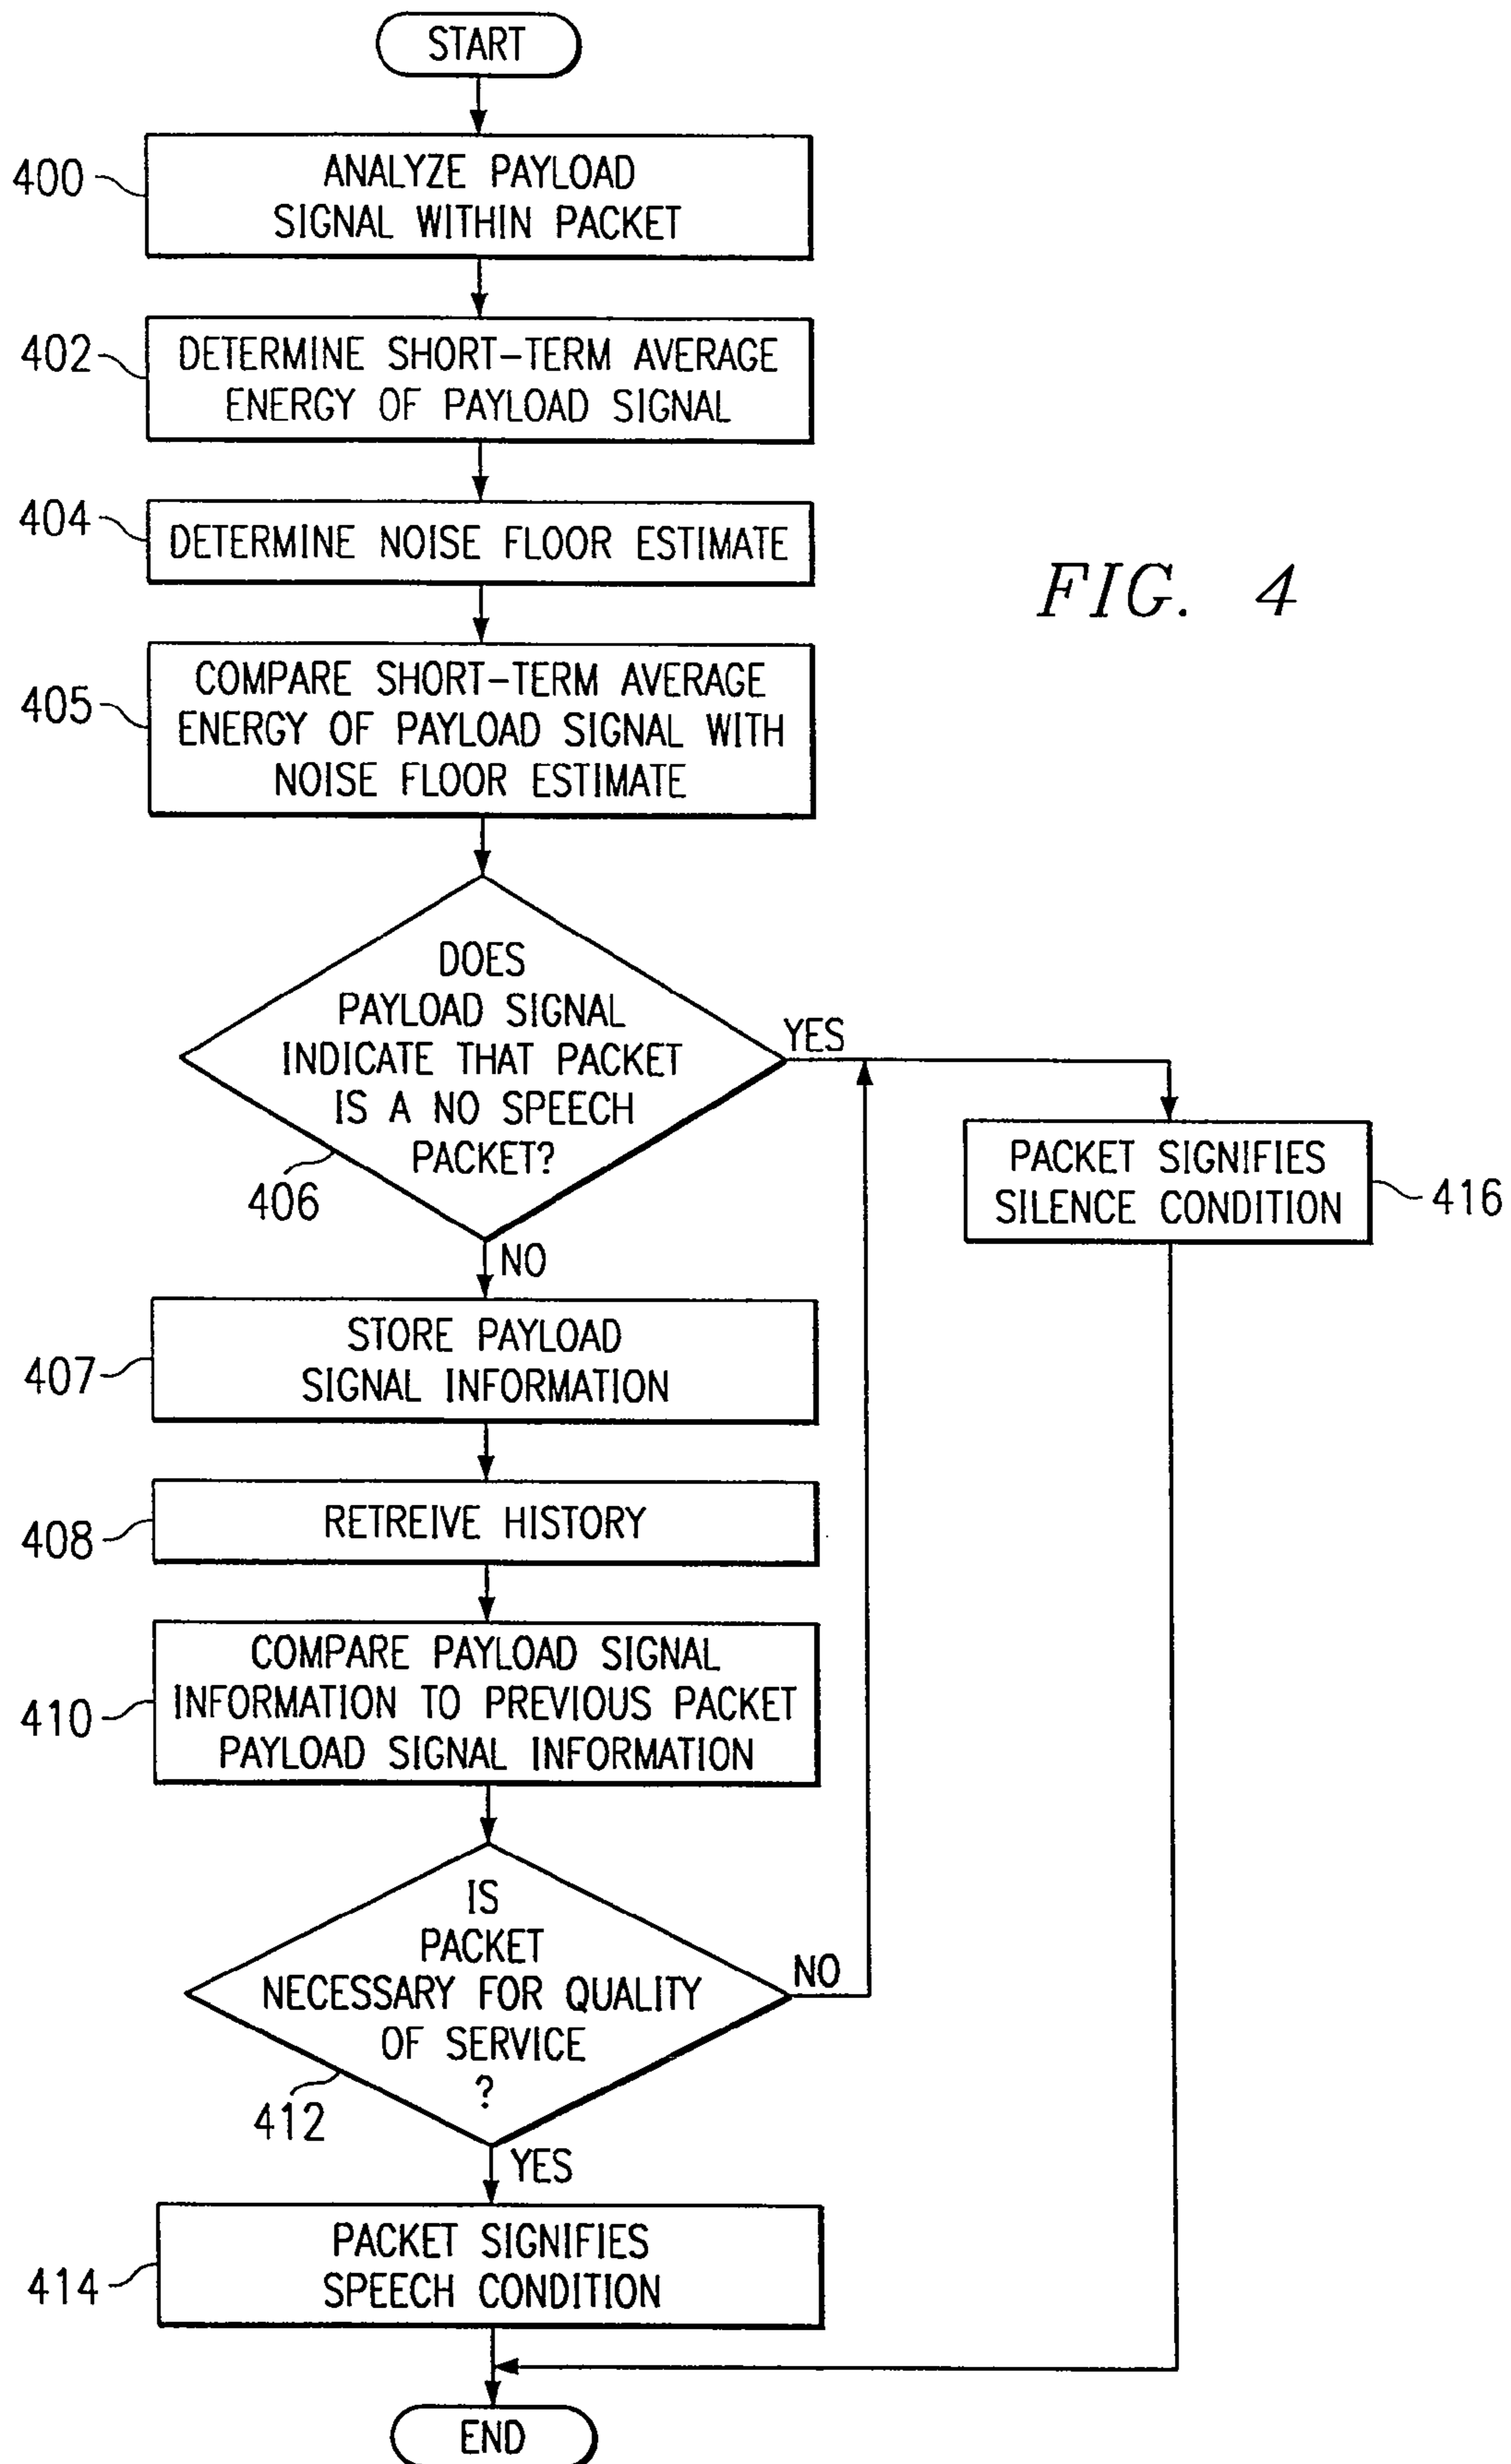 START
400
ANALYZE PAYLOAD
SIGNAL WITHIN PACKET
402
DETERMINE SHORT-TERM AVERAGE
ENERGY OF PAYLOAD SIGNAL
404
DETERMINE NOISE FLOOR ESTIMATE
FIG. 4
405
COMPARE SHORT-TERM AVERAGE
ENERGY OF PAYLOAD SIGNAL WITH
NOISE FLOOR ESTIMATE
DOES
PAYLOAD SIGNAL
INDICATE THAT PACKET
IS A NO SPEECH
PACKET?
406
YES
PACKET SIGNIFIES
SILENCE CONDITION
416
NO
407
STORE PAYLOAD
SIGNAL INFORMATION
408
RETREIVE HISTORY
410
COMPARE PAYLOAD SIGNAL
INFORMATION TO PREVIOUS PACKET
PAYLOAD SIGNAL INFORMATION
IS
PACKET
NECESSARY FOR QUALITY
OF SERVICE
?
412
NO
YES
414
PACKET SIGNIFIES
SPEECH CONDITION
END